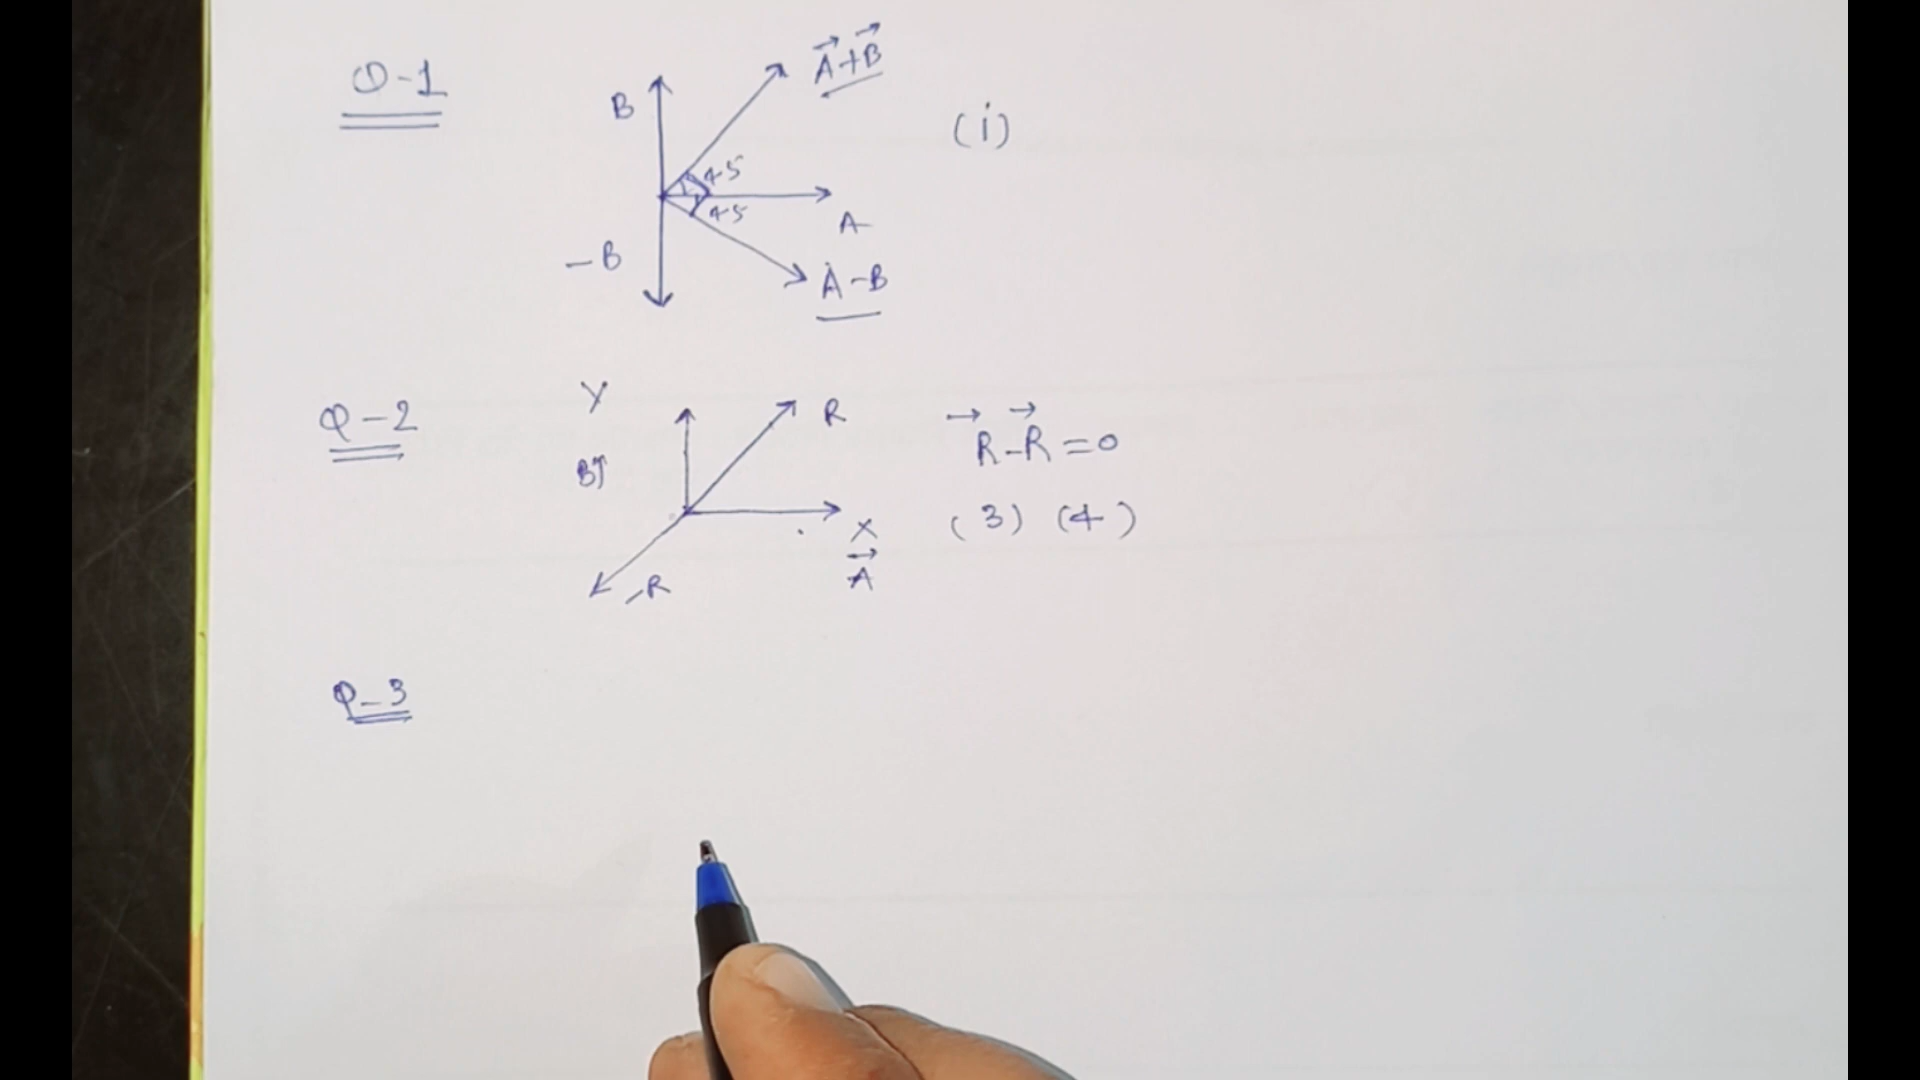 Q-1
B
A⃗+B⃗
(i)
45
45
A
-B
A-B
Q-2
Y
R
R⃗-R⃗=0
B↑
(3) (4)
X
A⃗
-R
Q-3